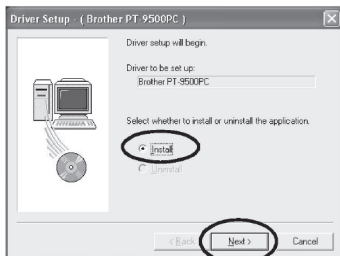 Driver Setup - ( Brother PT-9500PC )
Driver setup will begin.
Driver to be set up:
Brother PT-9500PC
Select whether to install or uninstall the application.
Install
Uninstall
< Back
Next >
Cancel